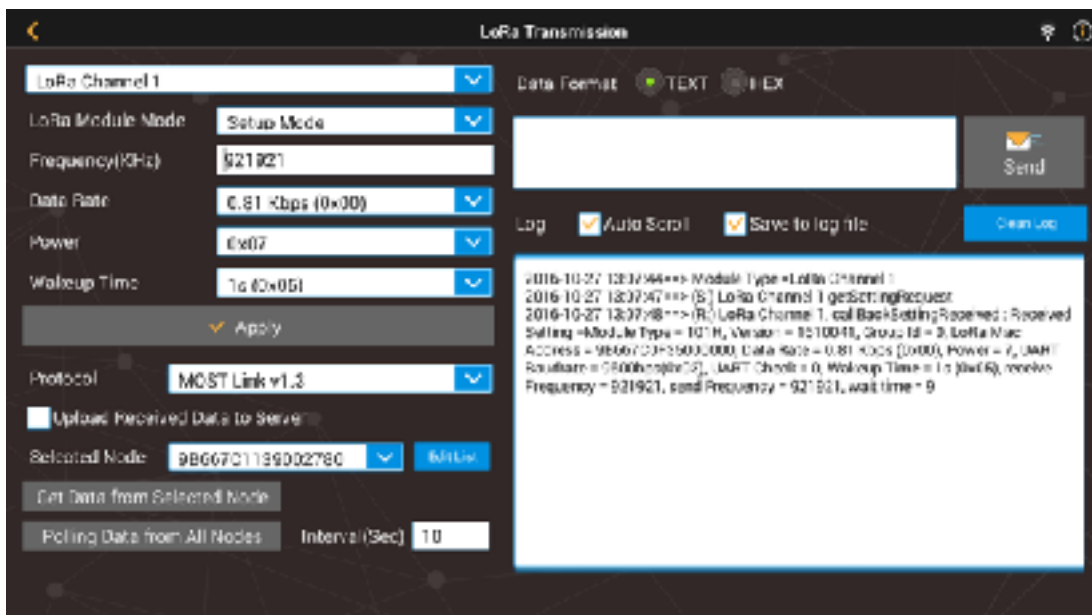 LoRa Transmission
LoRa Channel 1
LoRa Module Mode
Setup Mode
Frequency(KHz)
921921
Data Rate
0.81 Kbps (0x00)
Power
0x07
Wakeup Time
1s (0x05)
Apply
Protocol
MOST Link v1.3
Upload Received Data to Server
Selected Node
Edit List
Get Data from Selected Node
Polling Data from All Nodes
Interval(Sec)
10
Data Format
TEXT
HEX
Send
Log
Auto Scroll
Save to log file
Clean Log
2016-10-27 13:07:44==> Module Type =LoRa Channel 1
2016-10-27 13:07:47==> (S:) LoRa Channel 1 getSettingRequest
2016-10-27 13:07:48==> (R:) LoRa Channel 1, callBackSettingReceived : Received
Setting =Module Type = Version = Group Id = 0, LoRa Mac
Address = Data Rate = 0.81 Kbps (0x00), Power = 7, UART
Baudrate = UART Check = 0, Wakeup Time = 1s (0x05), receive
Frequency = 921921, send Frequency = 921921, wait time = 9